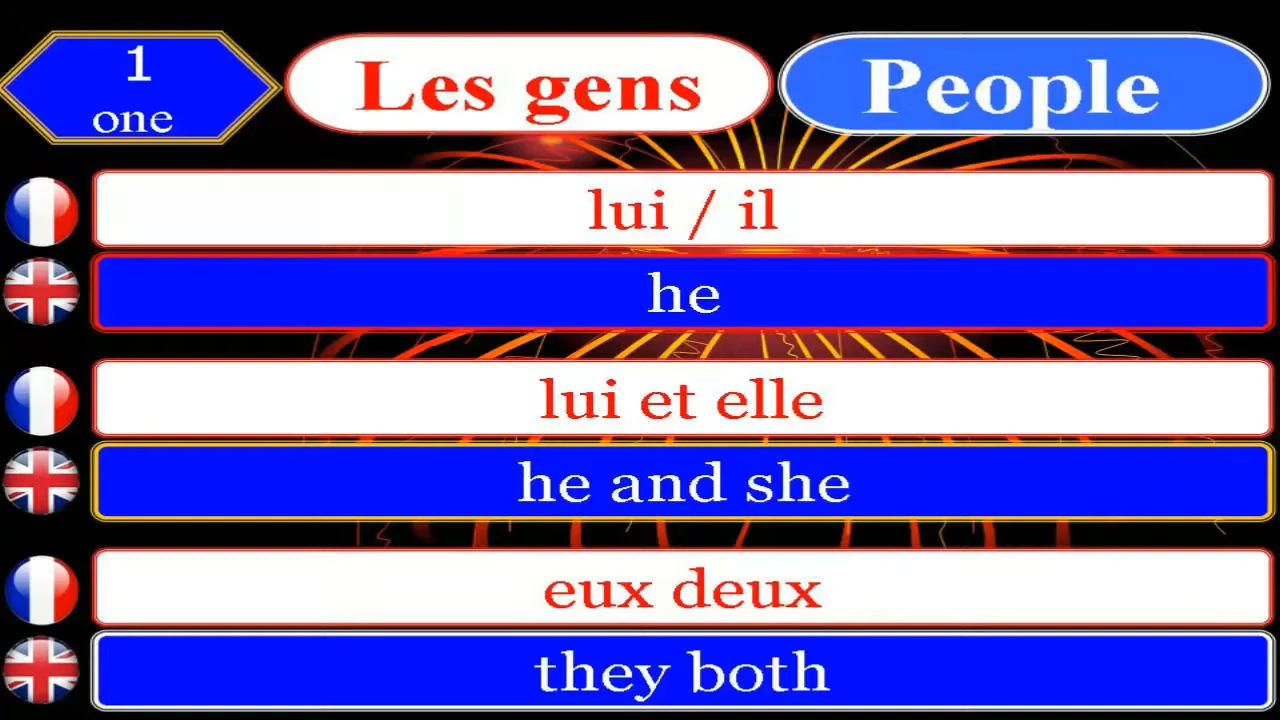 1
one
Les gens
People
lui / il
he
lui et elle
he and she
eux deux
they both